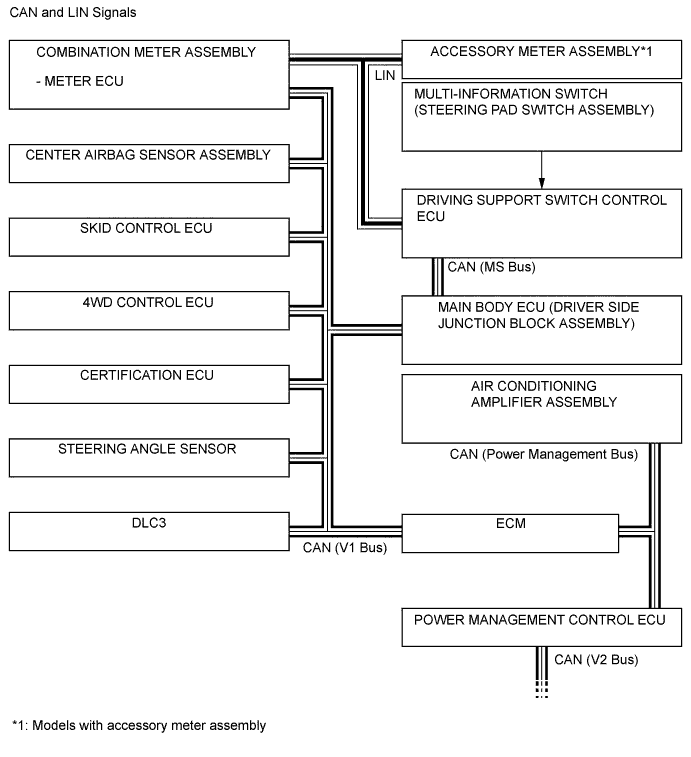 CAN and LIN Signals
COMBINATION METER ASSEMBLY
- METER ECU
ACCESSORY METER ASSEMBLY*1
LIN
MULTI-INFORMATION SWITCH
(STEERING PAD SWITCH ASSEMBLY)
CENTER AIRBAG SENSOR ASSEMBLY
DRIVING SUPPORT SWITCH CONTROL
ECU
SKID CONTROL ECU
CAN (MS Bus)
4WD CONTROL ECU
MAIN BODY ECU (DRIVER SIDE
JUNCTION BLOCK ASSEMBLY)
CERTIFICATION ECU
AIR CONDITIONING
AMPLIFIER ASSEMBLY
STEERING ANGLE SENSOR
CAN (Power Management Bus)
DLC3
ECM
CAN (V1 Bus)
POWER MANAGEMENT CONTROL ECU
CAN (V2 Bus)
*1: Models with accessory meter assembly